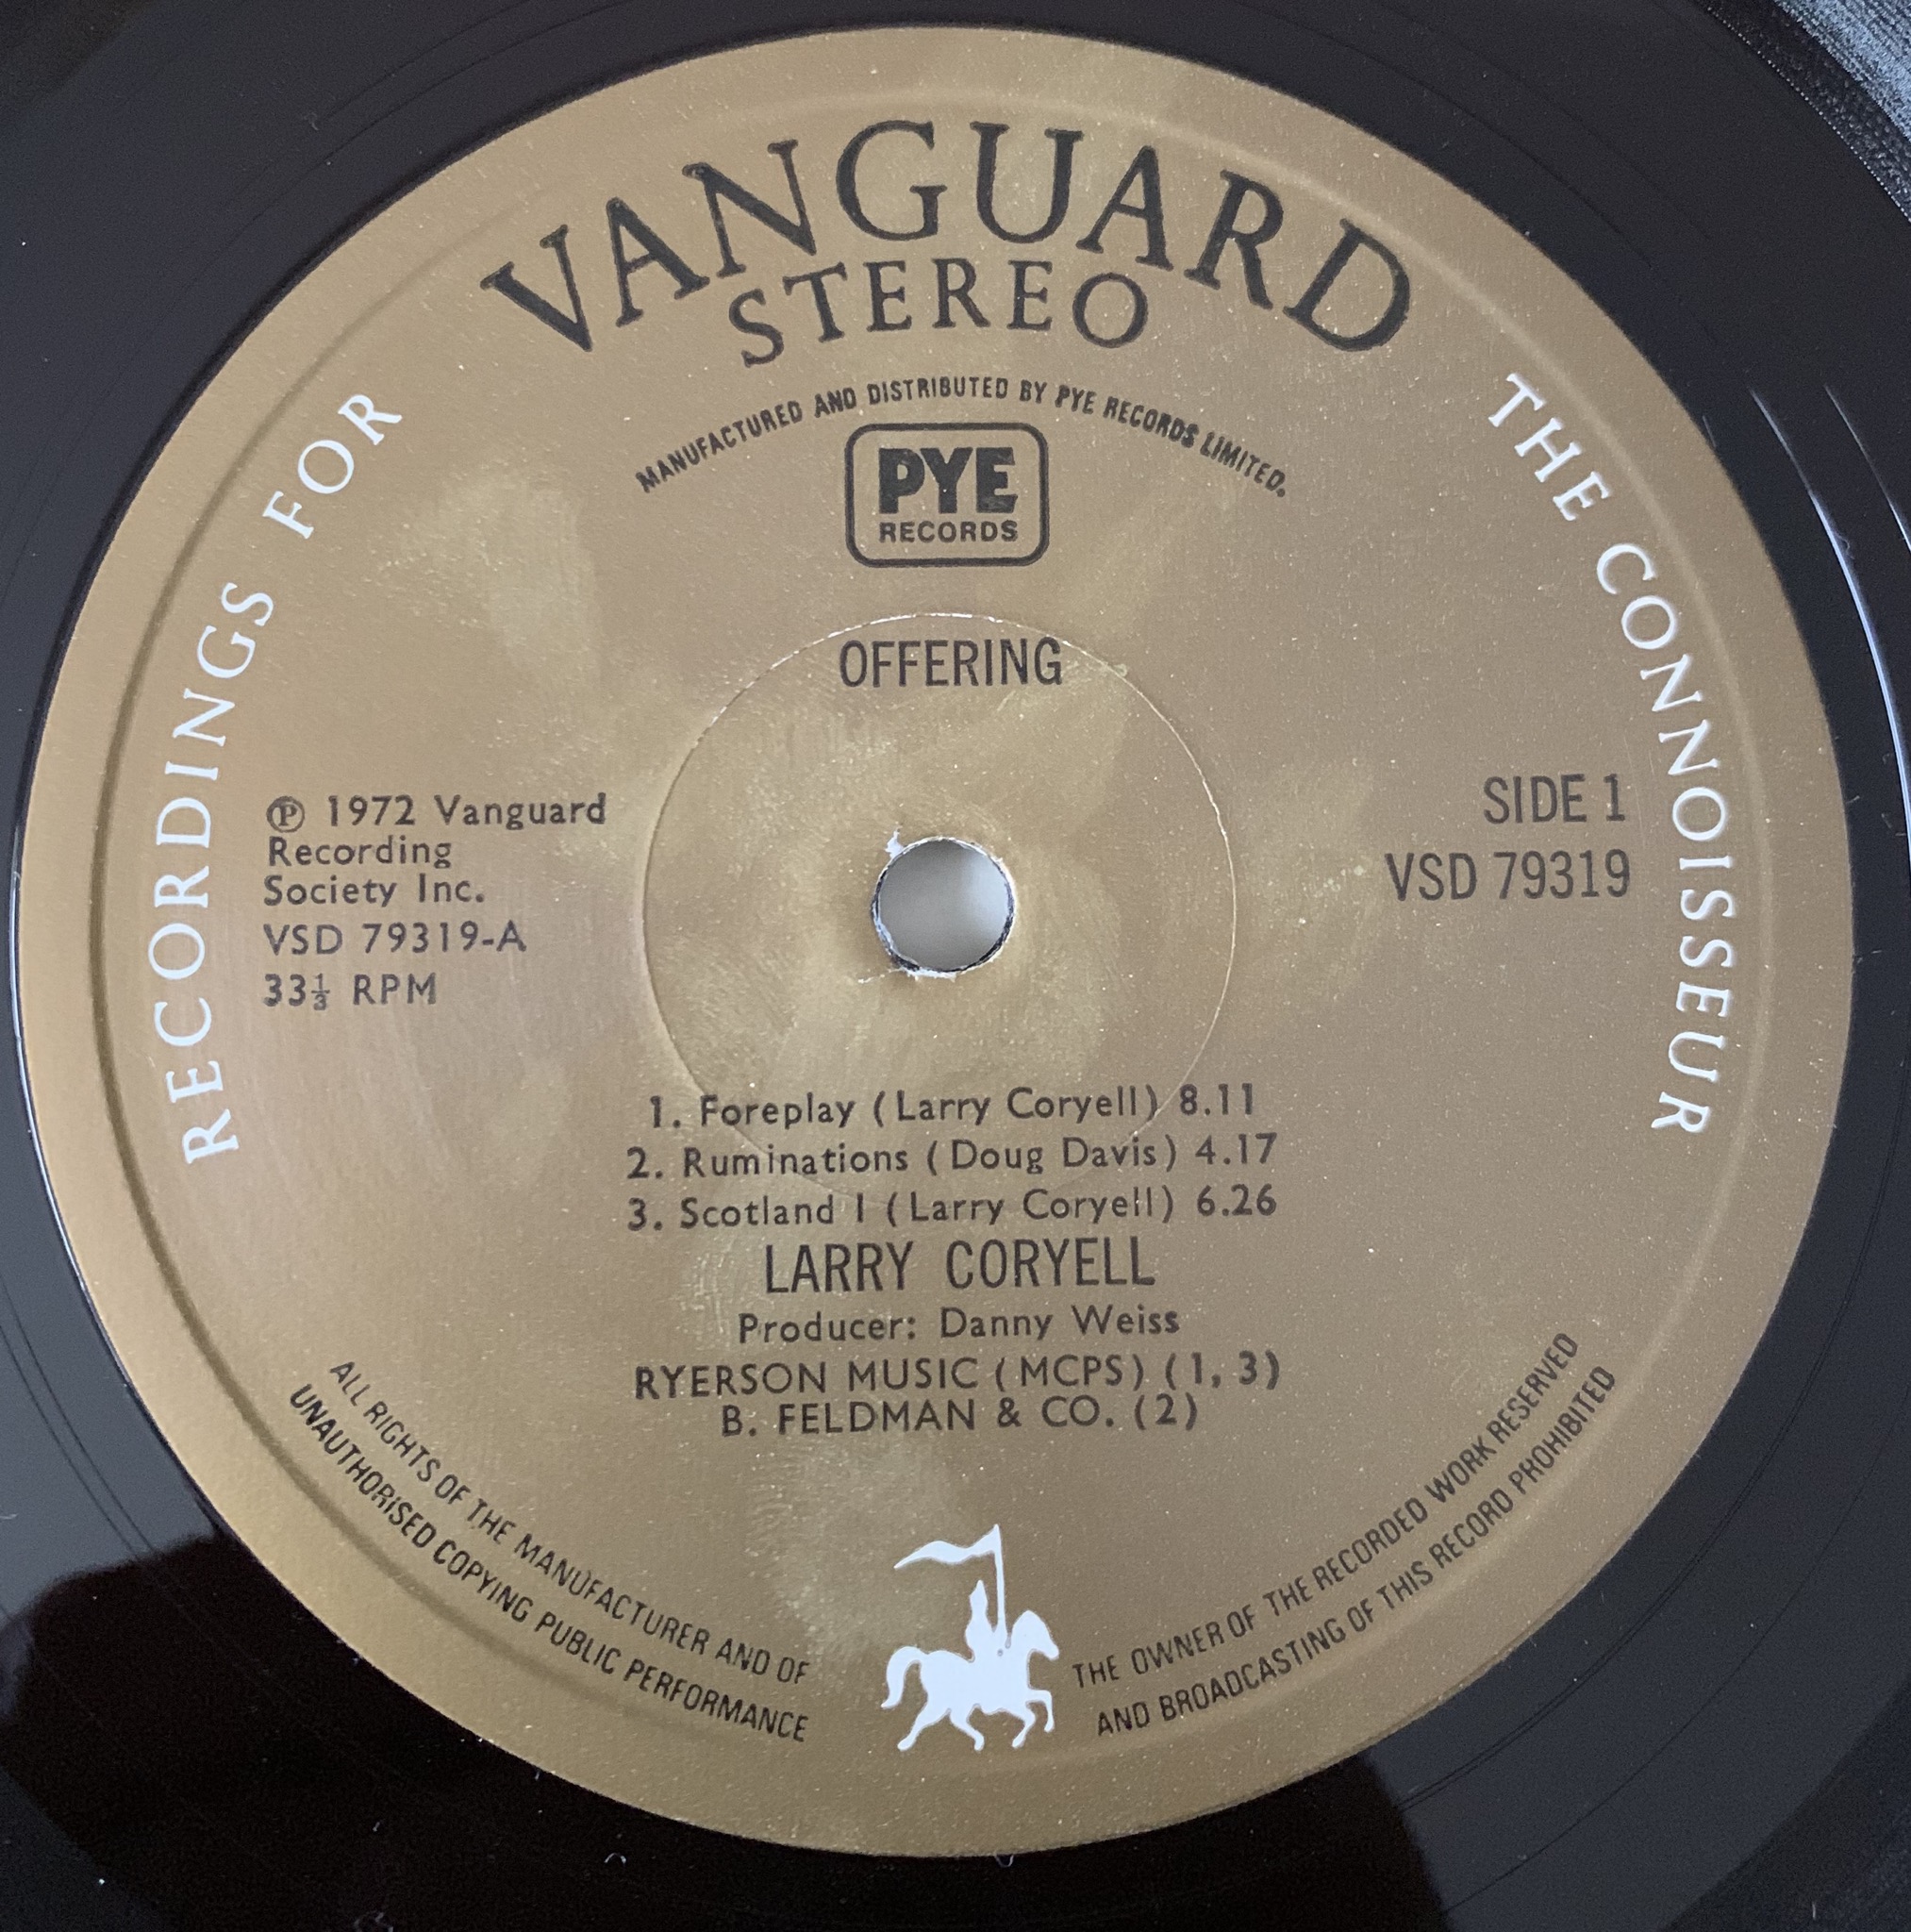 VANGUARD
STEREO
RECORDINGS FOR
THE CONNOISSEUR
MANUFACTURED AND DISTRIBUTED BY PYE RECORDS LIMITED.
PYE
RECORDS
OFFERING
℗ 1972 Vanguard
Recording
Society Inc.
VSD 79319-A
33⅓ RPM
SIDE 1
VSD 79319
1. Foreplay (Larry Coryell) 8.11
2. Ruminations (Doug Davis) 4.17
3. Scotland I (Larry Coryell) 6.26
LARRY CORYELL
Producer: Danny Weiss
RYERSON MUSIC (MCPS) (1, 3)
B. FELDMAN & CO. (2)
ALL RIGHTS OF THE MANUFACTURER AND OF THE OWNER OF THE RECORDED WORK RESERVED
UNAUTHORISED COPYING PUBLIC PERFORMANCE AND BROADCASTING OF THIS RECORD PROHIBITED